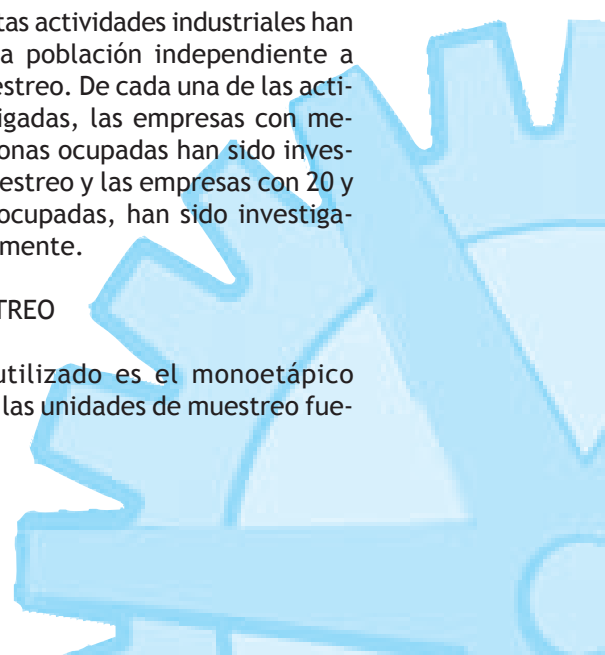 tas actividades industriales han
a población independiente a
estreo. De cada una de las acti-
igadas, las empresas con me-
onas ocupadas han sido inves-
estreo y las empresas con 20 y
ocupadas, han sido investiga-
mente.
TREO
utilizado es el monoetápico
las unidades de muestreo fue-